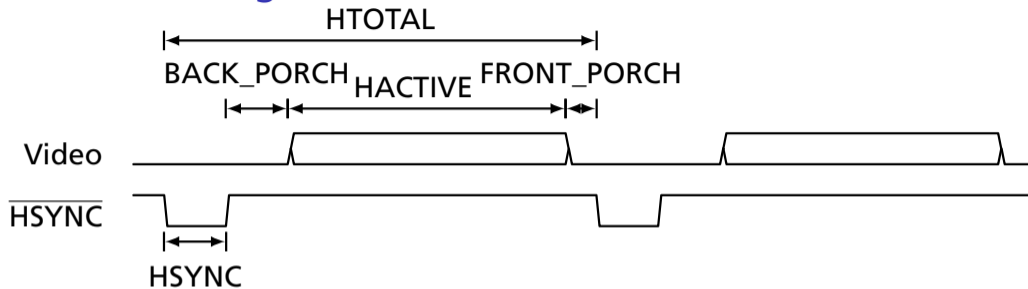 HTOTAL
BACK_PORCH HACTIVE FRONT_PORCH
Video
HSYNC
HSYNC